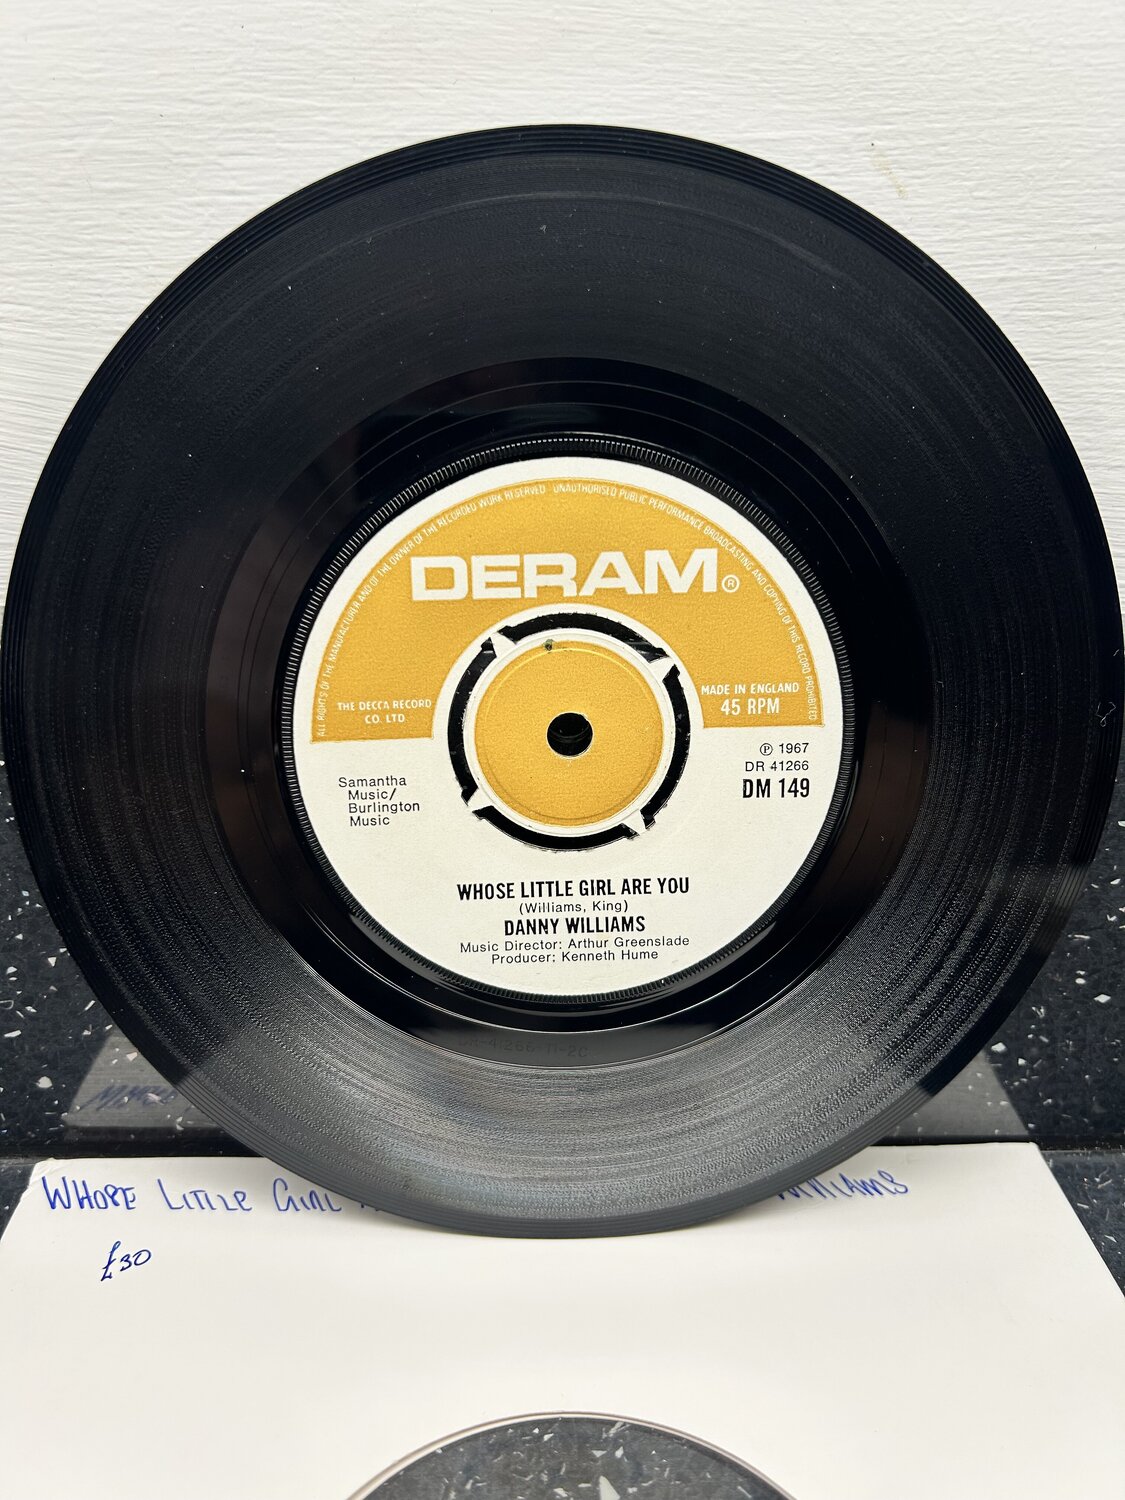 ALL RIGHTS OF THE MANUFACTURER AND OF THE OWNER OF THE RECORDED WORK RESERVED UNAUTHORISED PUBLIC PERFORMANCE BROADCASTING AND COPYING OF THIS RECORD PROHIBITED
DERAM®
THE DECCA RECORD
CO. LTD
MADE IN ENGLAND
45 RPM
℗ 1967
DR 41266
DM 149
Samantha
Music/
Burlington
Music
WHOSE LITTLE GIRL ARE YOU
(Williams, King)
DANNY WILLIAMS
Music Director: Arthur Greenslade
Producer: Kenneth Hume
WHOSE LITTLE GIRL WILLIAMS
£30